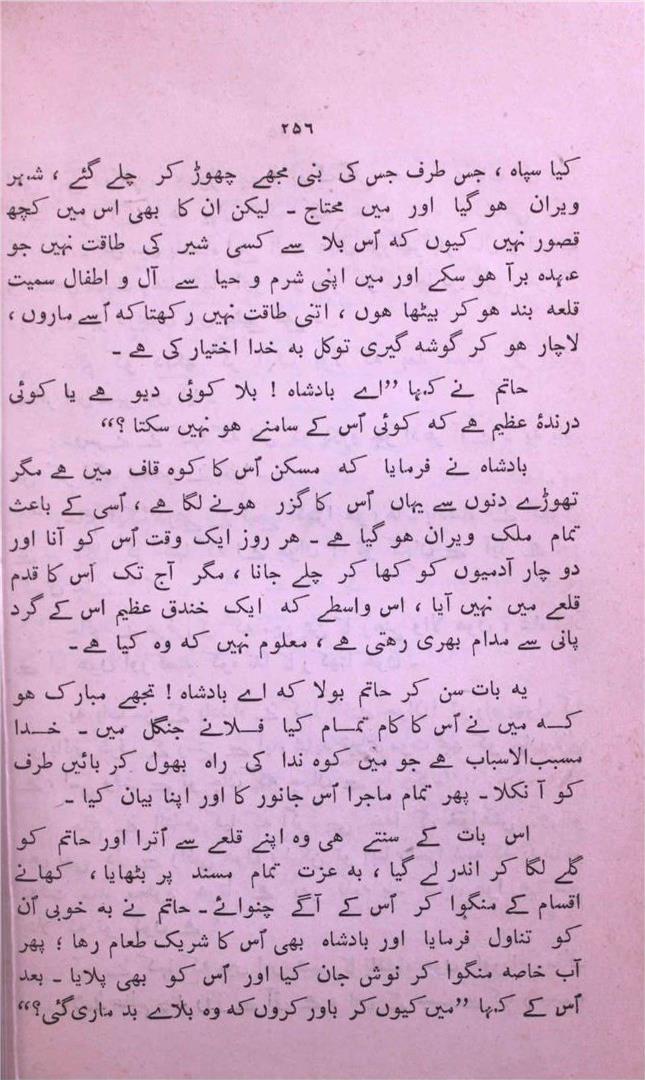 ۲۵٦
کیا سپاہ ، جس طرف جس کی بنی مجھے چھوڑ کر چلے گئے ، شہر
ویران ہو گیا اور میں محتاج ۔ لیکن ان کا بھی اس میں کچھ
قصور نہیں کیوں کہ اُس بلا سے کسی شیر کی طاقت نہیں جو
عہدہ برآ ہو سکے اور میں اپنی شرم و حیا سے آل و اطفال سمیت
قلعہ بند ہو کر بیٹھا ہوں ، اتنی طاقت نہیں رکھتا کہ اُسے ماروں ،
لاچار ہو کر گوشہ گیری توکل بہ خدا اختیار کی ہے ۔
حاتم نے کہا ”اے بادشاہ ! بلا کوئی دیو ہے یا کوئی
درندۂ عظیم ہے کہ کوئی اُس کے سامنے ہو نہیں سکتا ؟“
بادشاہ نے فرمایا کہ مسکن اُس کا کوہ قاف میں ہے مگر
تھوڑے دنوں سے یہاں اُس کا گزر ہونے لگا ہے ، اُسی کے باعث
تمام ملک ویران ہو گیا ہے ۔ ہر روز ایک وقت اُس کو آنا اور
دو چار آدمیوں کو کھا کر چلے جانا ، مگر آج تک اُس کا قدم
قلعے میں نہیں آیا ، اس واسطے کہ ایک خندق عظیم اس کے گرد
پانی سے مدام بھری رہتی ہے ، معلوم نہیں کہ وہ کیا ہے ۔
یہ بات سن کر حاتم بولا کہ اے بادشاہ ! تجھے مبارک ہو
کہ میں نے اُس کا کام تمام کیا فلانے جنگل میں ۔ خدا
مسبب الاسباب ہے جو میں کوہ ندا کی راہ بھول کر بائیں طرف
کو آ نکلا ۔ پھر تمام ماجرا اُس جانور کا اور اپنا بیان کیا ۔
اس بات کے سنتے ہی وہ اپنے قلعے سے اُترا اور حاتم کو
گلے لگا کر اندر لے گیا ، بہ عزت تمام مسند پر بٹھایا ، کھانے
اقسام کے منگوا کر اُس کے آگے چنوائے ۔ حاتم نے بہ خوبی اُن
کو تناول فرمایا اور بادشاہ بھی اُس کا شریک طعام رہا ؛ پھر
آب خاصہ منگوا کر نوش جان کیا اور اُس کو بھی پلایا ۔ بعد
اُس کے کہا ”میں کیوں کر باور کروں کہ وہ بلاے بد ماری گئی ؟“